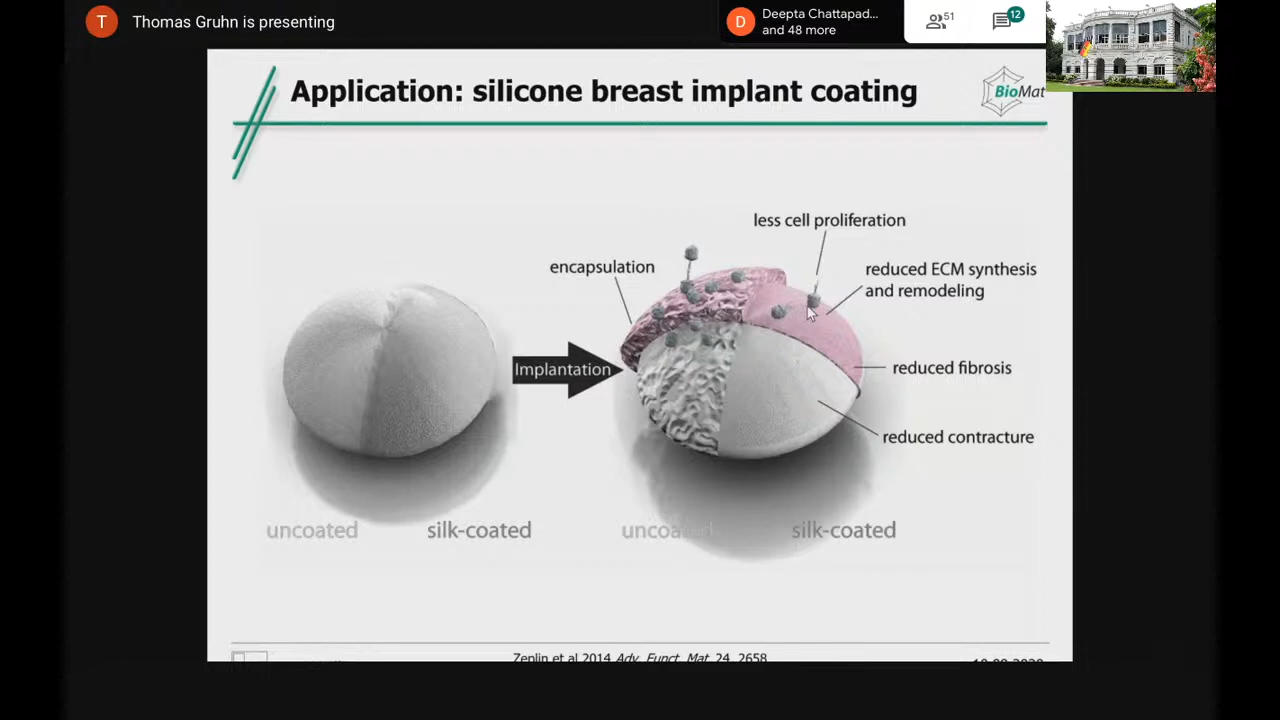 T
Thomas Gruhn is presenting
D
Deepta Chattapad...
and 48 more
51
12
Application: silicone breast implant coating
BioMat
less cell proliferation
encapsulation
reduced ECM synthesis
and remodeling
Implantation
reduced fibrosis
reduced contracture
uncoated
silk-coated
uncoated
silk-coated
Zeplin et al 2014 Adv. Funct. Mat. 24, 2658